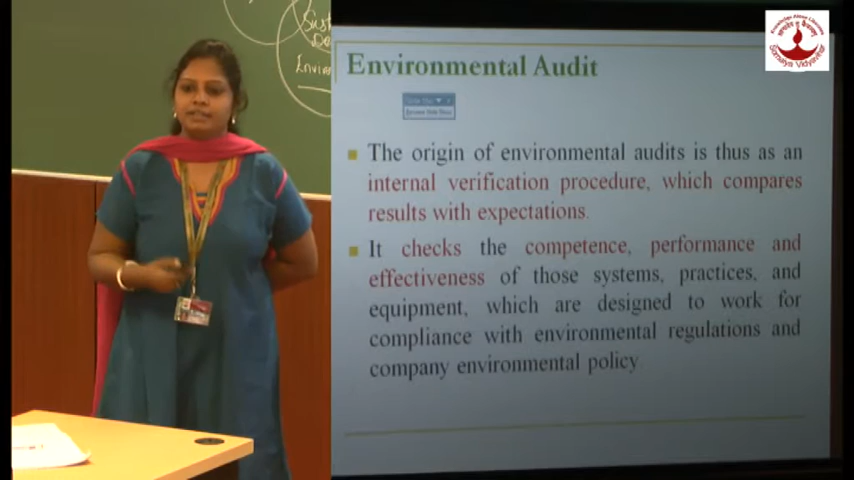 Environmental Audit
The origin of environmental audits is thus as an
internal verification procedure, which compares
results with expectations.
It checks the competence, performance and
effectiveness of those systems, practices, and
equipment, which are designed to work for
compliance with environmental regulations and
company environmental policy
Somaiya Vidyavihar